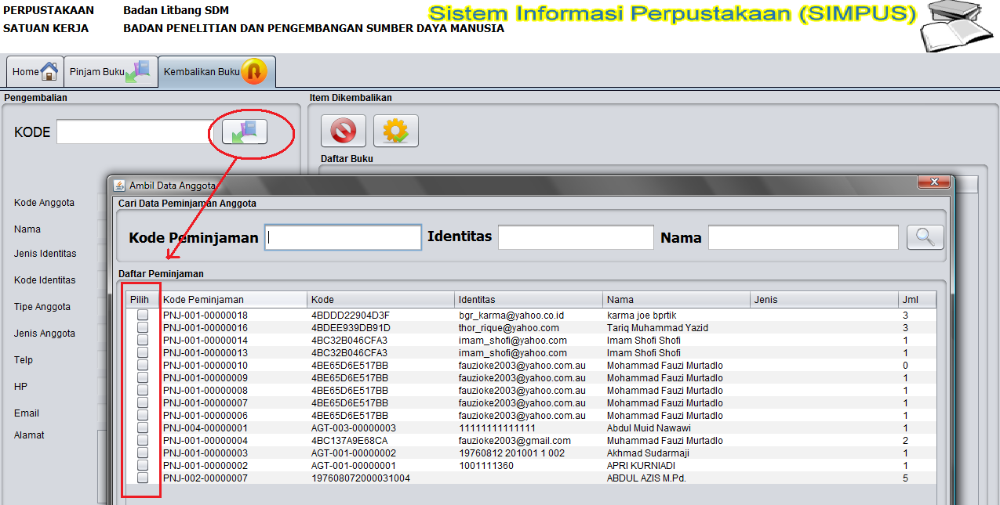 PERPUSTAKAAN Badan Litbang SDM
SATUAN KERJA BADAN PENELITIAN DAN PENGEMBANGAN SUMBER DAYA MANUSIA
Sistem Informasi Perpustakaan (SIMPUS)
Home Pinjam Buku Kembalikan Buku
Pengembalian
KODE
Kode Anggota
Nama
Jenis Identitas
Kode Identitas
Tipe Anggota
Jenis Anggota
Telp
HP
Email
Alamat
Item Dikembalikan
Daftar Buku
Ambil Data Anggota
Cari Data Peminjaman Anggota
Kode Peminjaman Identitas Nama
Daftar Peminjaman
Pilih Kode Peminjaman Kode Identitas Nama Jenis Jml
PNJ-001-00000018 4BDDD22904D3F bgr_karma@yahoo.co.id karma joe bprtik 3
PNJ-001-00000016 4BDEE939DB91D thor_rique@yahoo.com Tariq Muhammad Yazid 3
PNJ-001-00000014 4BC32B046CFA3 imam_shofi@yahoo.com Imam Shofi Shofi 1
PNJ-001-00000013 4BC32B046CFA3 imam_shofi@yahoo.com Imam Shofi Shofi 1
PNJ-001-00000010 4BE65D6E517BB fauzioke2003@yahoo.com.au Mohammad Fauzi Murtadlo 0
PNJ-001-00000009 4BE65D6E517BB fauzioke2003@yahoo.com.au Mohammad Fauzi Murtadlo 1
PNJ-001-00000008 4BE65D6E517BB fauzioke2003@yahoo.com.au Mohammad Fauzi Murtadlo 1
PNJ-001-00000007 4BE65D6E517BB fauzioke2003@yahoo.com.au Mohammad Fauzi Murtadlo 1
PNJ-001-00000006 4BE65D6E517BB fauzioke2003@yahoo.com.au Mohammad Fauzi Murtadlo 1
PNJ-004-00000001 AGT-003-00000003 11111111111111 Abdul Muid Nawawi 1
PNJ-001-00000004 4BC137A9E68CA fauzioke2003@gmail.com Muhammad Fauzi Murtadlo 2
PNJ-001-00000003 AGT-001-00000002 19760812 201001 1 002 Akhmad Sudarmaji 1
PNJ-001-00000002 AGT-001-00000001 1001111360 APRI KURNIADI 1
PNJ-002-00000007 197608072000031004 ABDUL AZIS M.Pd. 5